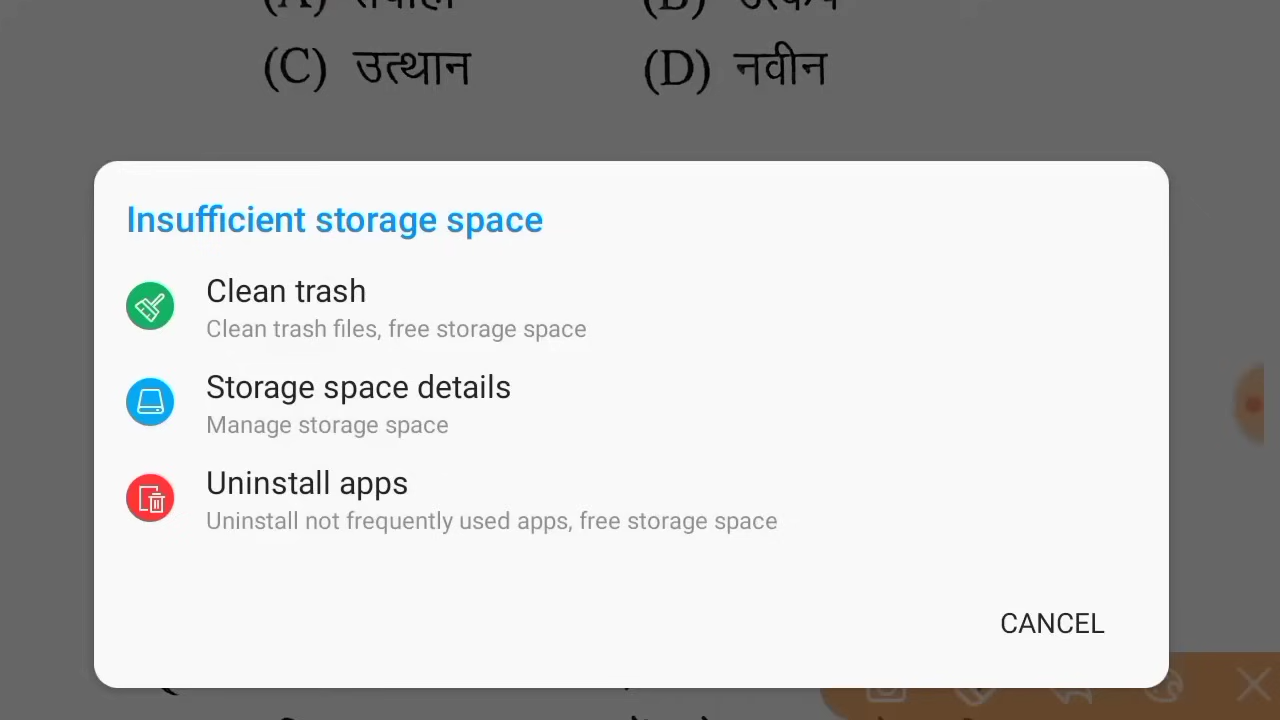 (C) उत्थान (D) नवीन
Insufficient storage space
Clean trash
Clean trash files, free storage space
Storage space details
Manage storage space
Uninstall apps
Uninstall not frequently used apps, free storage space
CANCEL